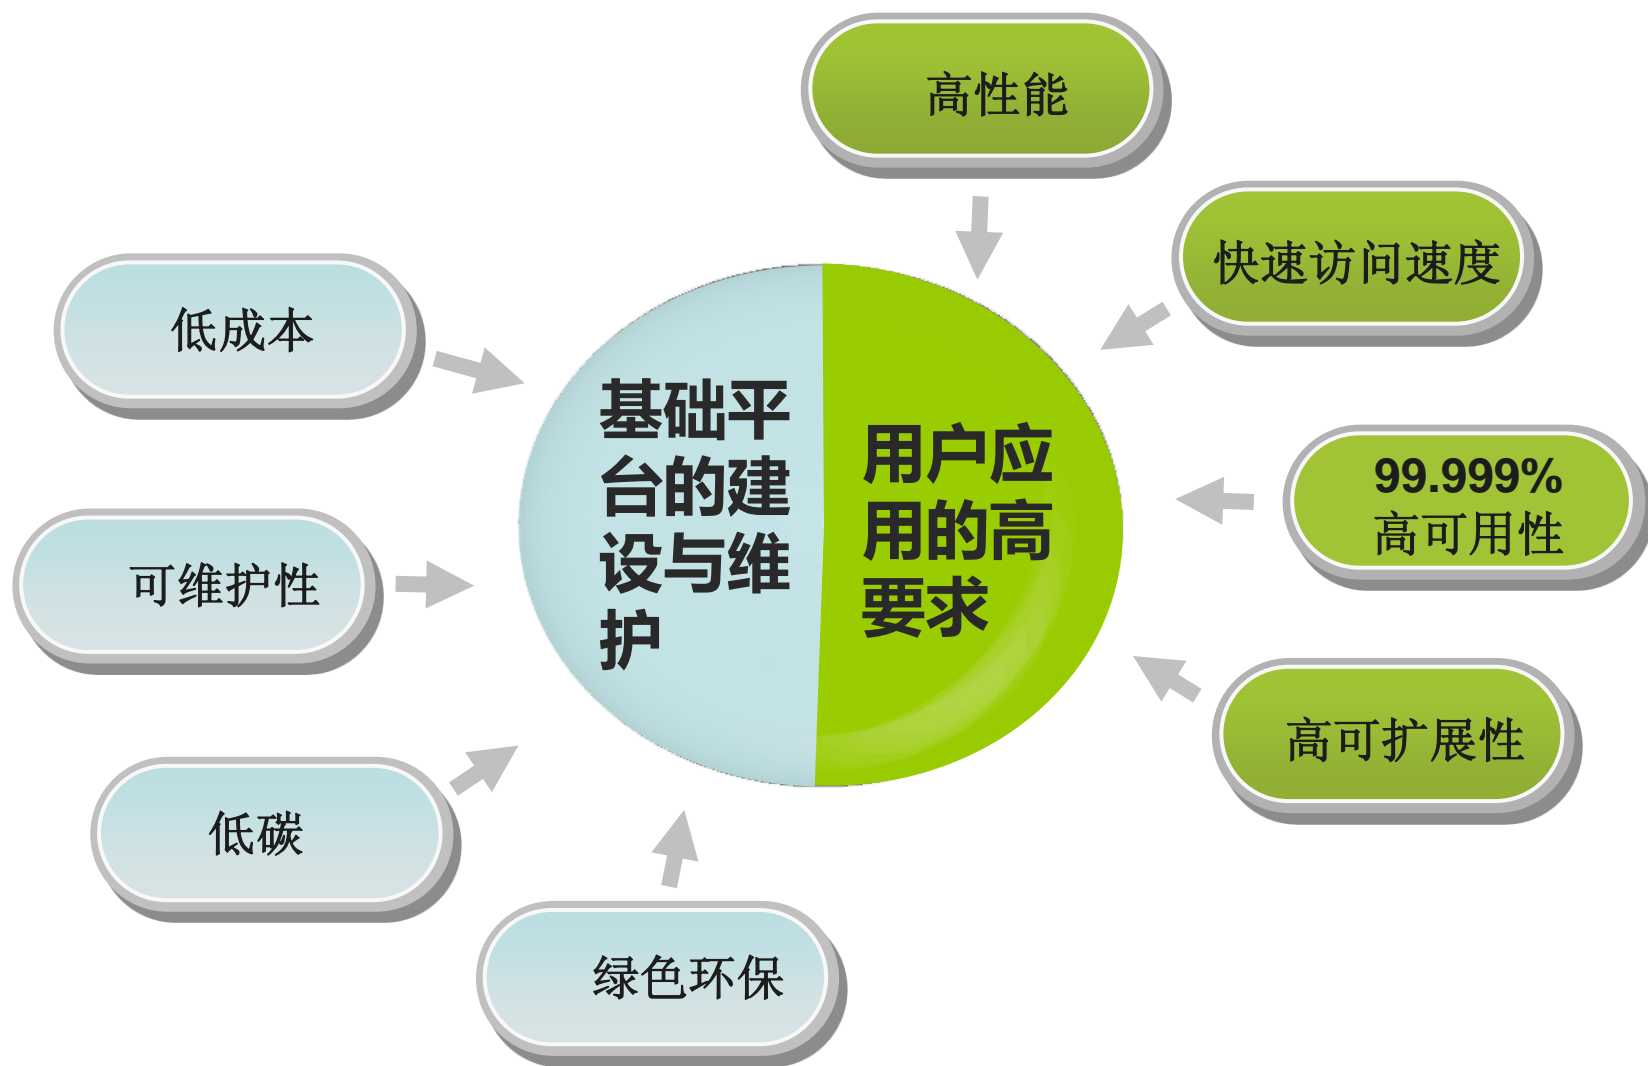 高性能
快速访问速度
低成本
基础平
台的建
设与维
护
用户应
用的高
要求
99.999%
高可用性
可维护性
高可扩展性
低碳
绿色环保